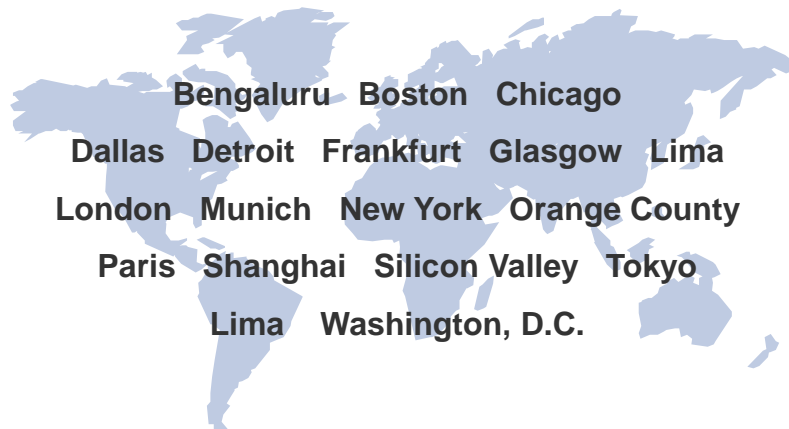 Bengaluru Boston Chicago
Dallas Detroit Frankfurt Glasgow Lima
London Munich New York Orange County
Paris Shanghai Silicon Valley Tokyo
Lima Washington, D.C.